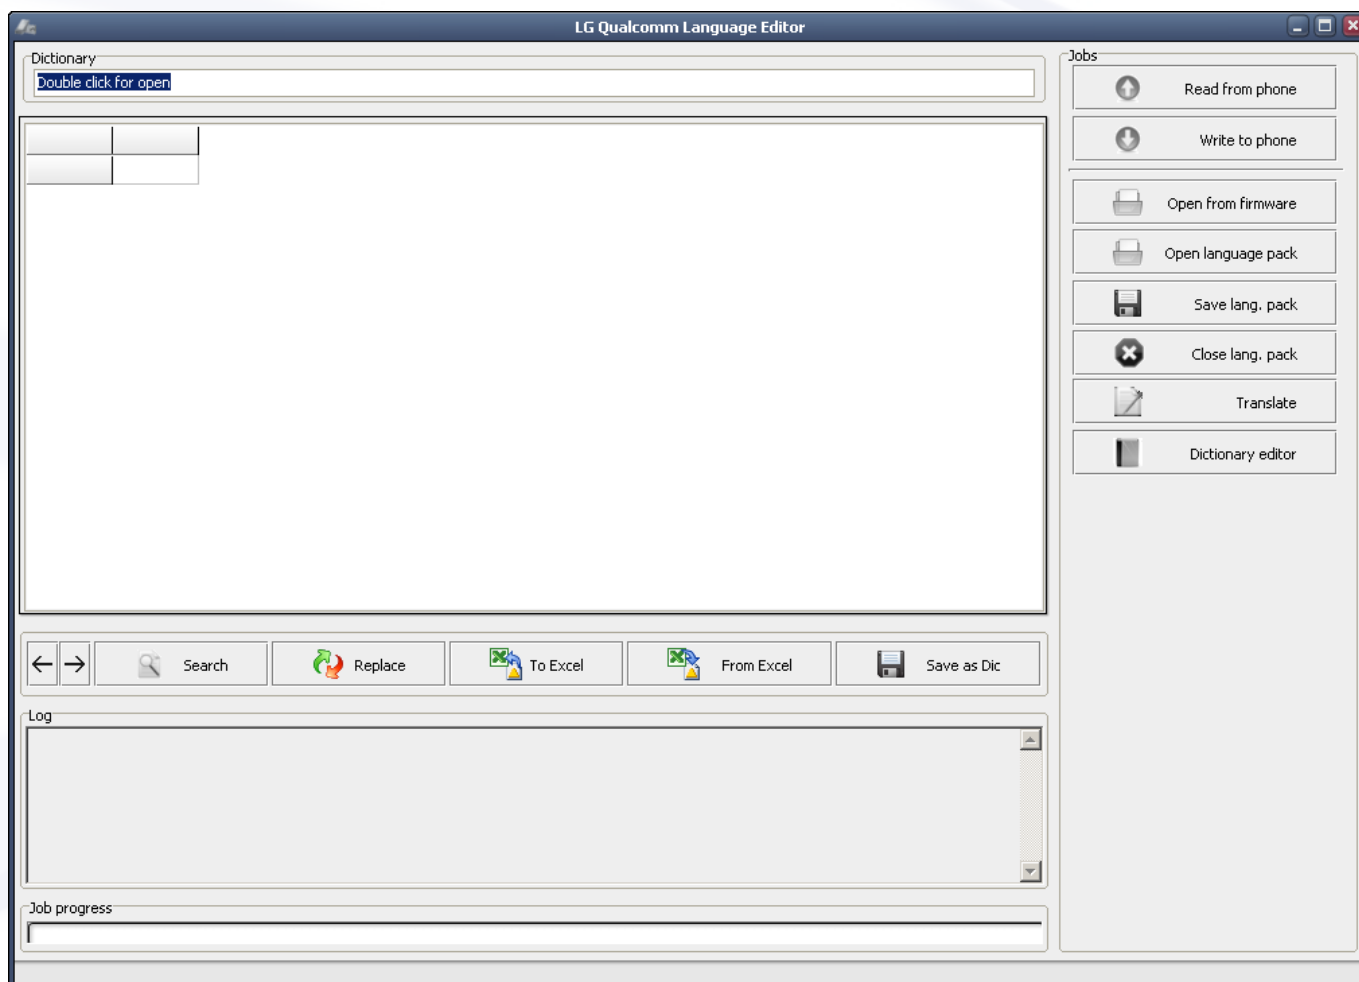 LG Qualcomm Language Editor
Dictionary
Double click for open
Jobs
Read from phone
Write to phone
Open from firmware
Open language pack
Save lang. pack
Close lang. pack
Translate
Dictionary editor
Search
Replace
To Excel
From Excel
Save as Dic
Log
Job progress